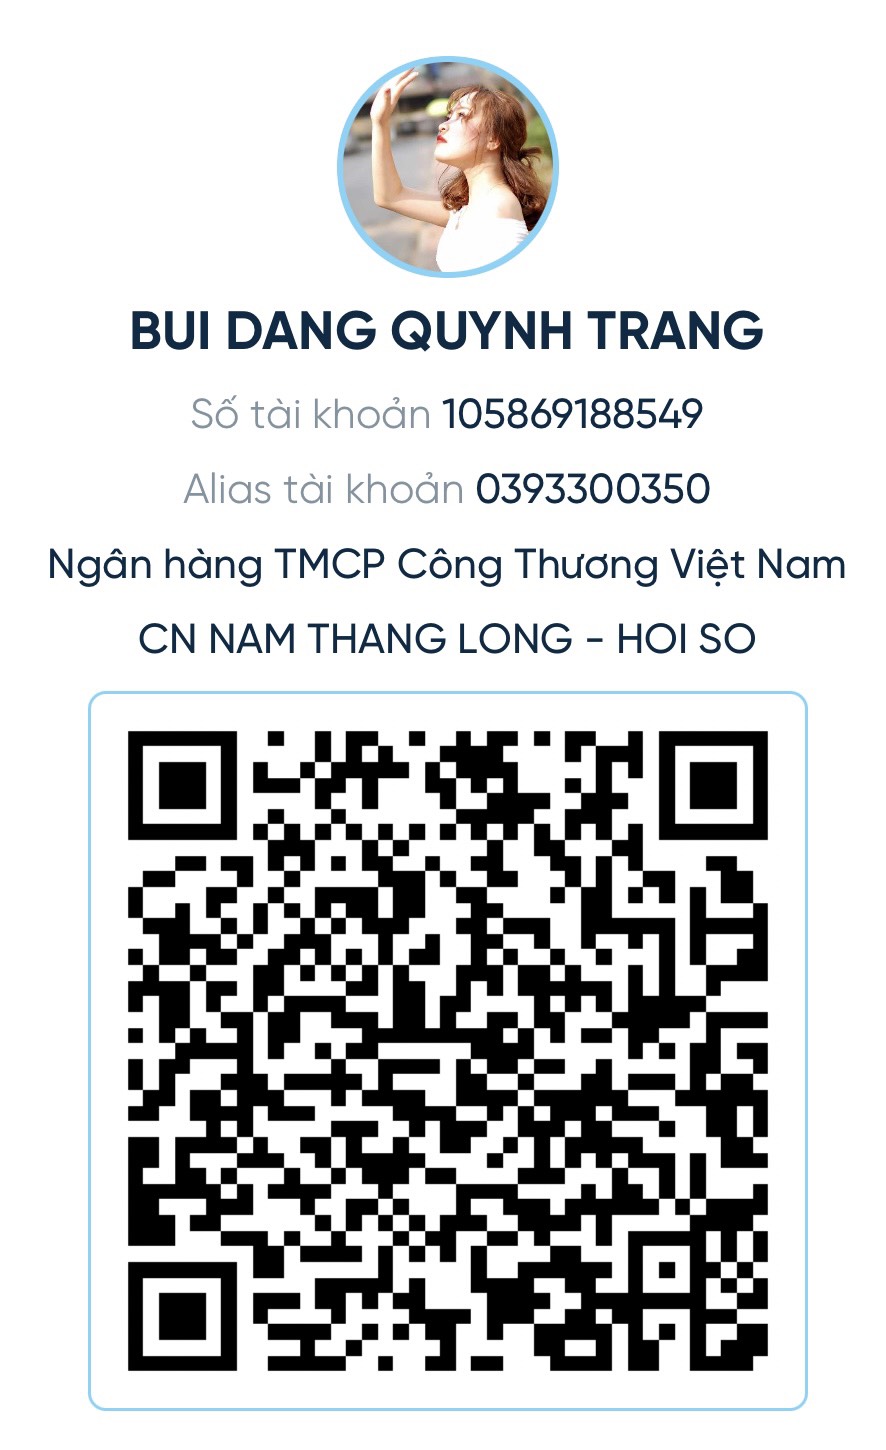 BUI DANG QUYNH TRANG
Số tài khoản 105869188549
Alias tài khoản 0393300350
Ngân hàng TMCP Công Thương Việt Nam
CN NAM THANG LONG - HOI SO